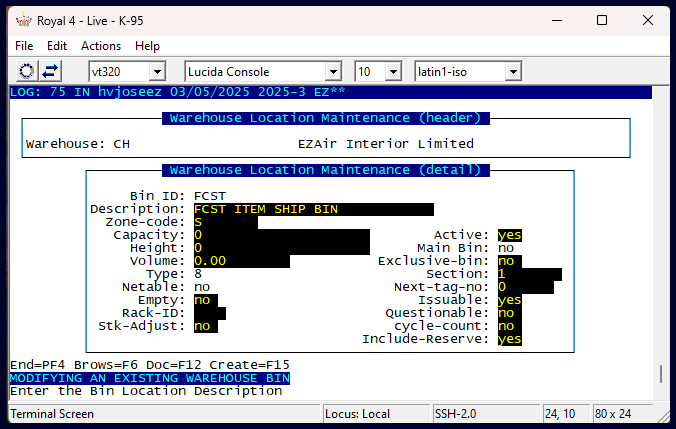 Royal 4 - Live - K-95
File Edit Actions Help
vt320 Lucida Console 10 latin1-iso
LOG: 75 IN hvjoseez 03/05/2025 2025-3 EZ**
Warehouse Location Maintenance (header)
Warehouse: CH EZAir Interior Limited
Warehouse Location Maintenance (detail)
Bin ID: FCST
Description: FCST ITEM SHIP BIN
Zone-code: S
Capacity: 0 Active: yes
Height: 0 Main Bin: no
Volume: 0.00 Exclusive-bin: no
Type: 8 Section: 1
Netable: no Next-tag-no: 0
Empty: no Issuable: yes
Rack-ID: Questionable: no
Stk-Adjust: no cycle-count: no
Include-Reserve: yes
End=PF4 Brows=F6 Doc=F12 Create=F15
MODIFYING AN EXISTING WAREHOUSE BIN
Enter the Bin Location Description
Terminal Screen Locus: Local SSH-2.0 24, 10 80 x 24